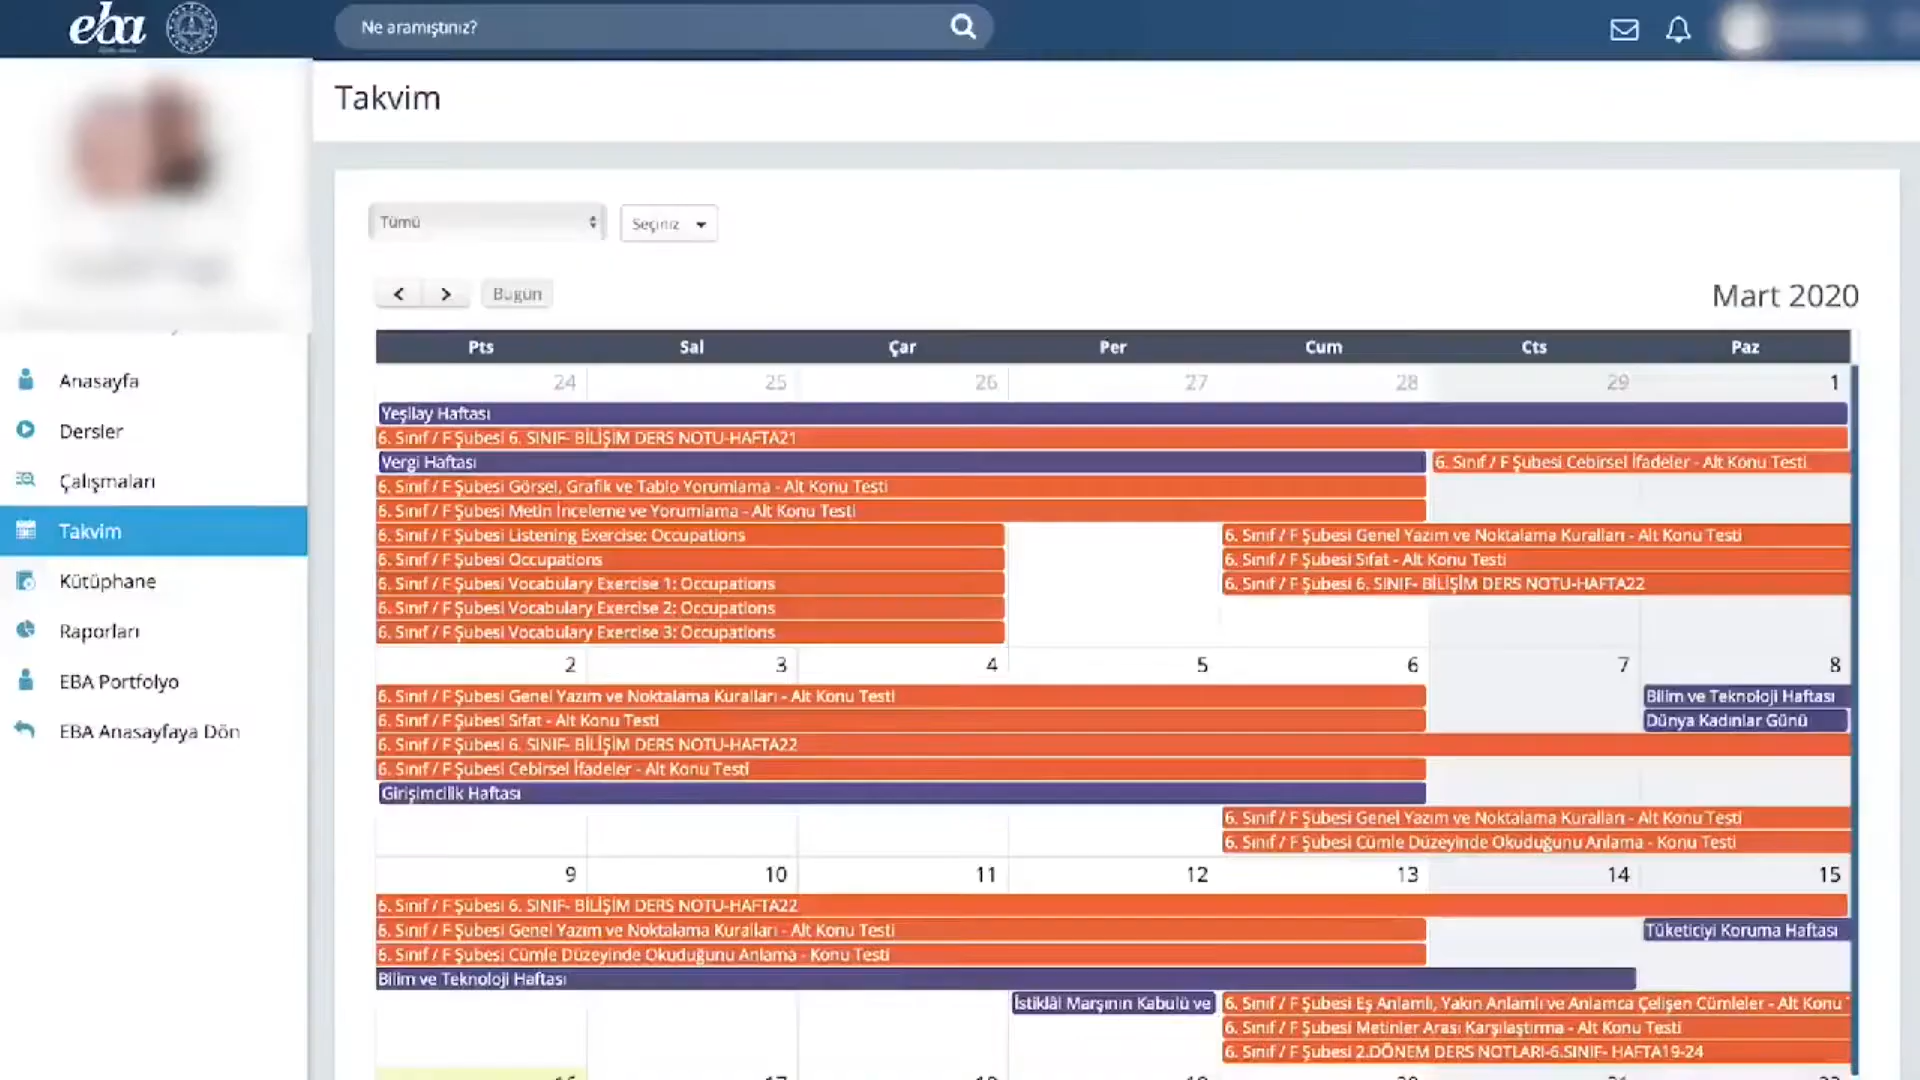 eba
Ne aramıştınız?
Takvim
Tümü
Seçiniz
Bugün
Mart 2020
Anasayfa
Dersler
Çalışmaları
Takvim
Kütüphane
Raporları
EBA Portfolyo
EBA Anasayfaya Dön
Pts Sal Çar Per Cum Cts Paz
24 25 26 27 28 29 1
Yeşilay Haftası
6. Sınıf / F Şubesi 6. SINIF- BİLİŞİM DERS NOTU-HAFTA21
Vergi Haftası 6. Sınıf / F Şubesi Cebirsel İfadeler - Alt Konu Testi
6. Sınıf / F Şubesi Görsel, Grafik ve Tablo Yorumlama - Alt Konu Testi
6. Sınıf / F Şubesi Metin İnceleme ve Yorumlama - Alt Konu Testi
6. Sınıf / F Şubesi Listening Exercise: Occupations 6. Sınıf / F Şubesi Genel Yazım ve Noktalama Kuralları - Alt Konu Testi
6. Sınıf / F Şubesi Occupations 6. Sınıf / F Şubesi Sıfat - Alt Konu Testi
6. Sınıf / F Şubesi Vocabulary Exercise 1: Occupations 6. Sınıf / F Şubesi 6. SINIF- BİLİŞİM DERS NOTU-HAFTA22
6. Sınıf / F Şubesi Vocabulary Exercise 2: Occupations
6. Sınıf / F Şubesi Vocabulary Exercise 3: Occupations
2 3 4 5 6 7 8
6. Sınıf / F Şubesi Genel Yazım ve Noktalama Kuralları - Alt Konu Testi Bilim ve Teknoloji Haftası
6. Sınıf / F Şubesi Sıfat - Alt Konu Testi Dünya Kadınlar Günü
6. Sınıf / F Şubesi 6. SINIF- BİLİŞİM DERS NOTU-HAFTA22
6. Sınıf / F Şubesi Cebirsel İfadeler - Alt Konu Testi
Girişimcilik Haftası
6. Sınıf / F Şubesi Genel Yazım ve Noktalama Kuralları - Alt Konu Testi
6. Sınıf / F Şubesi Cümle Düzeyinde Okuduğunu Anlama - Konu Testi
9 10 11 12 13 14 15
6. Sınıf / F Şubesi 6. SINIF- BİLİŞİM DERS NOTU-HAFTA22
6. Sınıf / F Şubesi Genel Yazım ve Noktalama Kuralları - Alt Konu Testi Tüketiciyi Koruma Haftası
6. Sınıf / F Şubesi Cümle Düzeyinde Okuduğunu Anlama - Konu Testi
Bilim ve Teknoloji Haftası
İstiklâl Marşının Kabulü ve 6. Sınıf / F Şubesi Eş Anlamlı, Yakın Anlamlı ve Anlamca Çelişen Cümleler - Alt Konu
6. Sınıf / F Şubesi Metinler Arası Karşılaştırma - Alt Konu Testi
6. Sınıf / F Şubesi 2.DÖNEM DERS NOTLARI-6.SINIF- HAFTA19-24